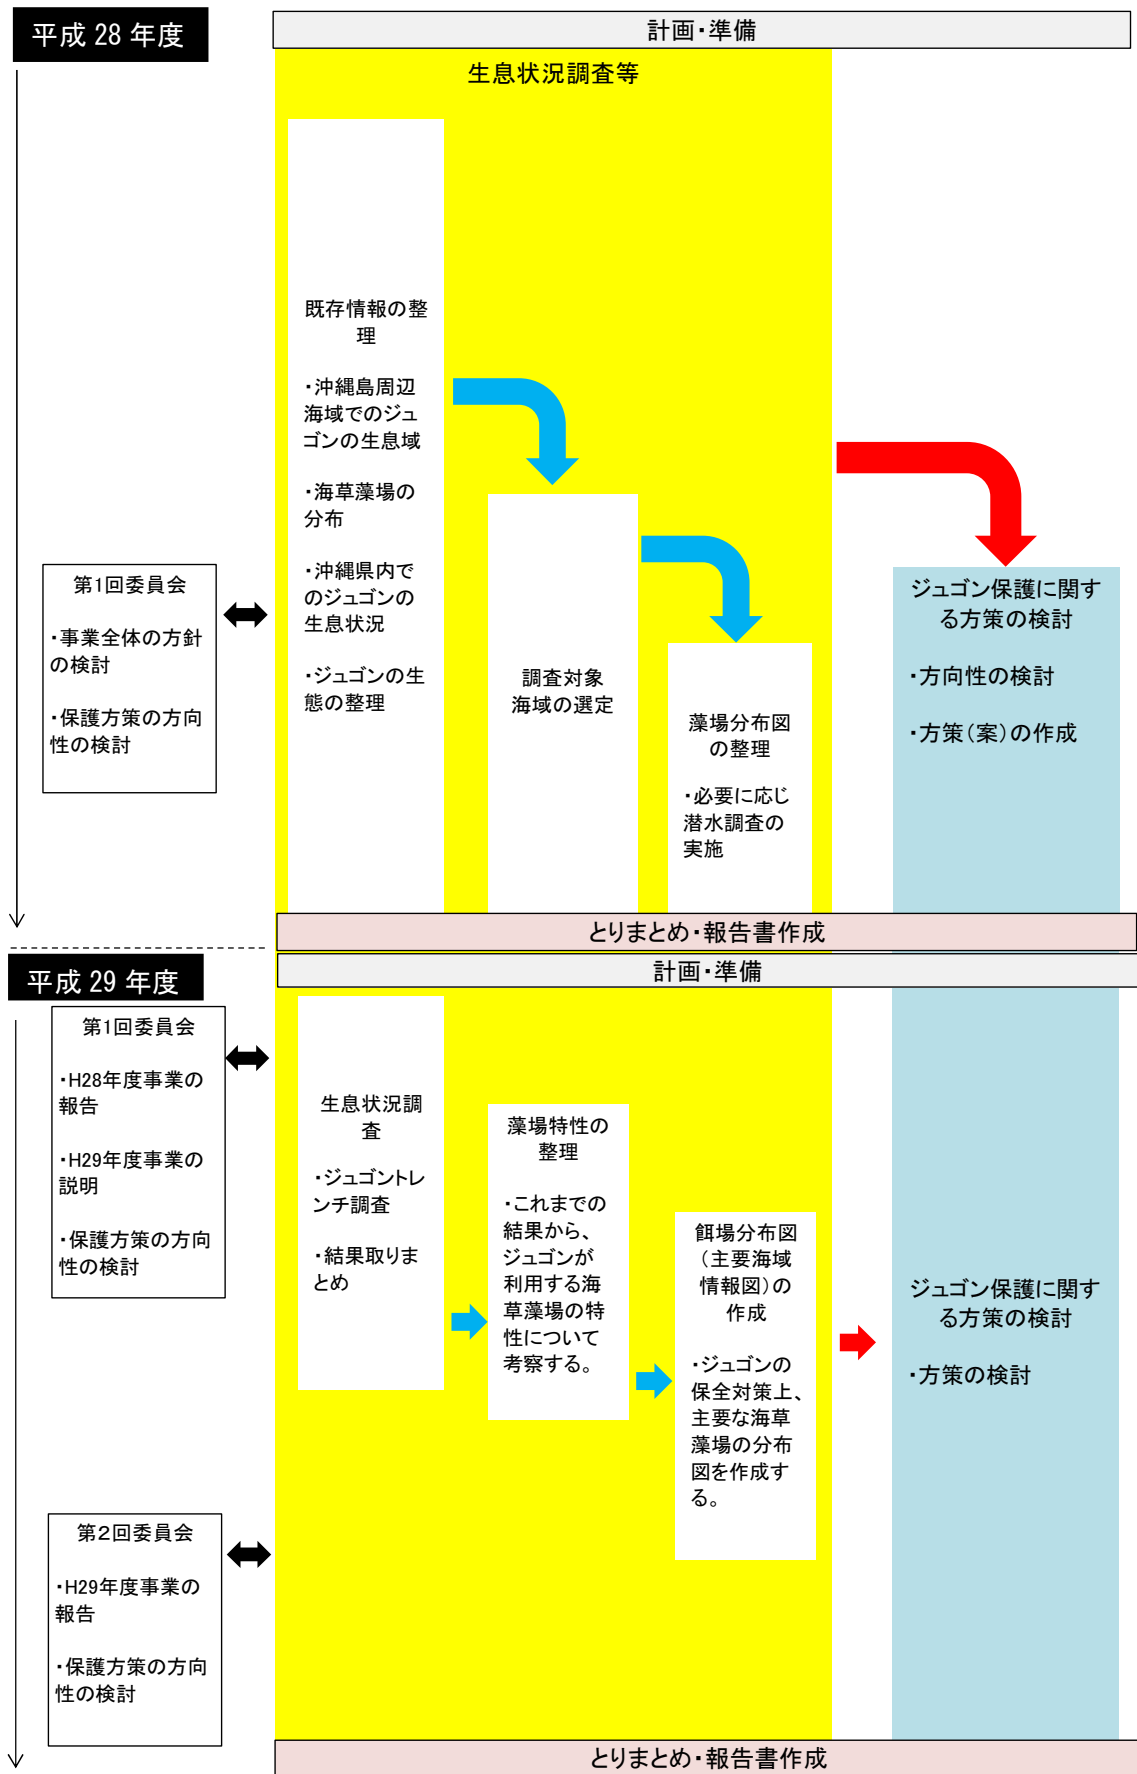 平成 28 年度
計画・準備
生息状況調査等
既存情報の整
理
・沖縄島周辺
海域でのジュ
ゴンの生息域
・海草藻場の
分布
・沖縄県内で
のジュゴンの
生息状況
・ジュゴンの生
態の整理
第1回委員会
・事業全体の方針
の検討
・保護方策の方向
性の検討
調査対象
海域の選定
藻場分布図
の整理
・必要に応じ
潜水調査の
実施
ジュゴン保護に関す
る方策の検討
・方向性の検討
・方策(案)の作成
とりまとめ・報告書作成
平成 29 年度
計画・準備
第1回委員会
・H28年度事業の
報告
・H29年度事業の
説明
・保護方策の方向
性の検討
生息状況調
査
・ジュゴントレ
ンチ調査
・結果取りま
とめ
藻場特性の
整理
・これまでの
結果から、
ジュゴンが
利用する海
草藻場の特
性について
考察する。
餌場分布図
(主要海域
情報図)の
作成
・ジュゴンの
保全対策上、
主要な海草
藻場の分布
図を作成す
る。
ジュゴン保護に関す
る方策の検討
・方策の検討
第2回委員会
・H29年度事業の
報告
・保護方策の方向
性の検討
とりまとめ・報告書作成